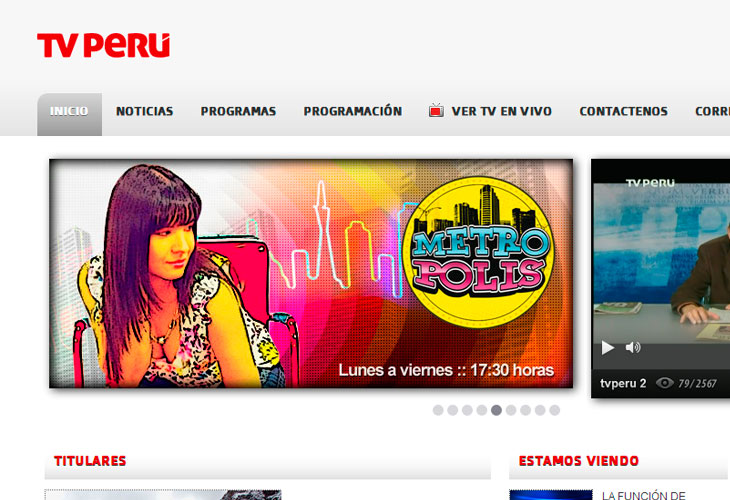 TV PERÚ
INICIO NOTICIAS PROGRAMAS PROGRAMACIÓN VER TV EN VIVO CONTACTENOS CORR
METRO
POLIS
Lunes a viernes :: 17:30 horas
TV PERU
tvperu 2 79 / 2567
TITULARES
ESTAMOS VIENDO
LA FUNCIÓN DE